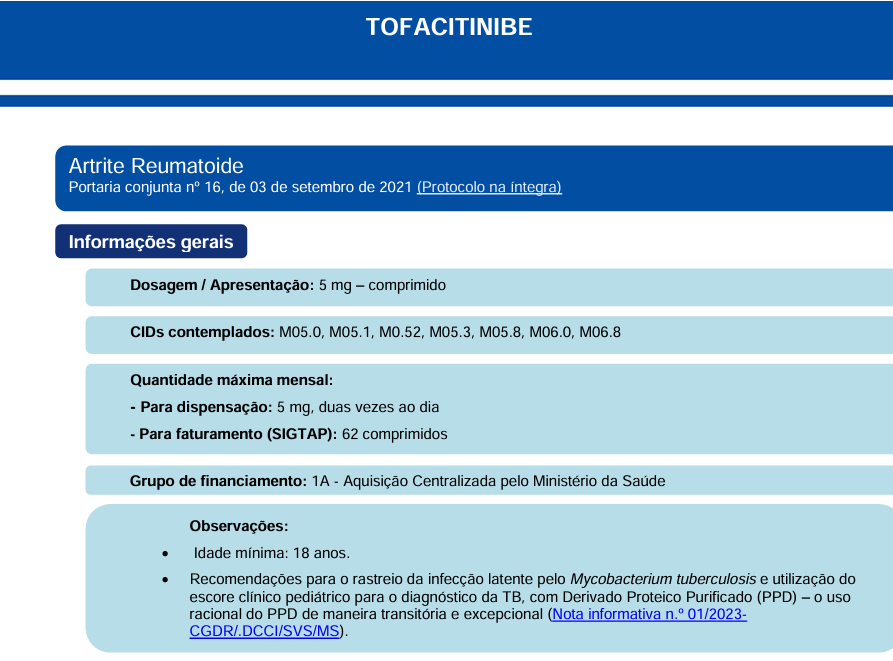 TOFACITINIBE
Artrite Reumatoide
Portaria conjunta nº 16, de 03 de setembro de 2021 (Protocolo na íntegra)
Informações gerais
Dosagem / Apresentação: 5 mg – comprimido
CIDs contemplados: M05.0, M05.1, M0.52, M05.3, M05.8, M06.0, M06.8
Quantidade máxima mensal:
- Para dispensação: 5 mg, duas vezes ao dia
- Para faturamento (SIGTAP): 62 comprimidos
Grupo de financiamento: 1A - Aquisição Centralizada pelo Ministério da Saúde
Observações:
• Idade mínima: 18 anos.
• Recomendações para o rastreio da infecção latente pelo Mycobacterium tuberculosis e utilização do
escore clínico pediátrico para o diagnóstico da TB, com Derivado Proteico Purificado (PPD) – o uso
racional do PPD de maneira transitória e excepcional (Nota informativa n.º 01/2023-
CGDR/.DCCI/SVS/MS).